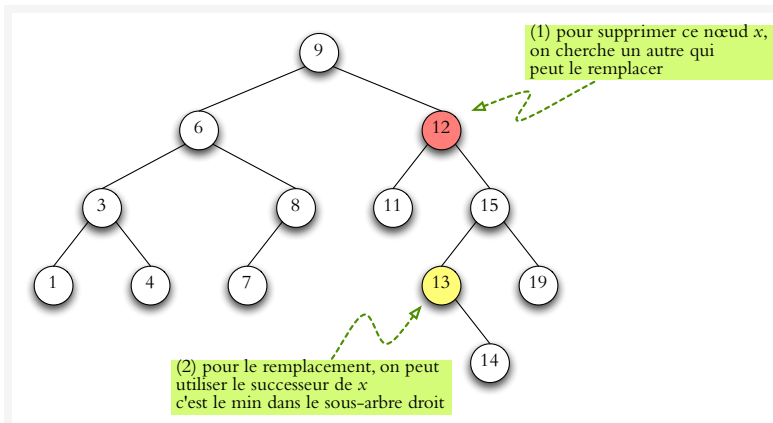 (1) pour supprimer ce nœud x,
on cherche un autre qui
peut le remplacer
9
6
12
3
8
11
15
1
4
7
13
19
14
(2) pour le remplacement, on peut
utiliser le successeur de x
c'est le min dans le sous-arbre droit